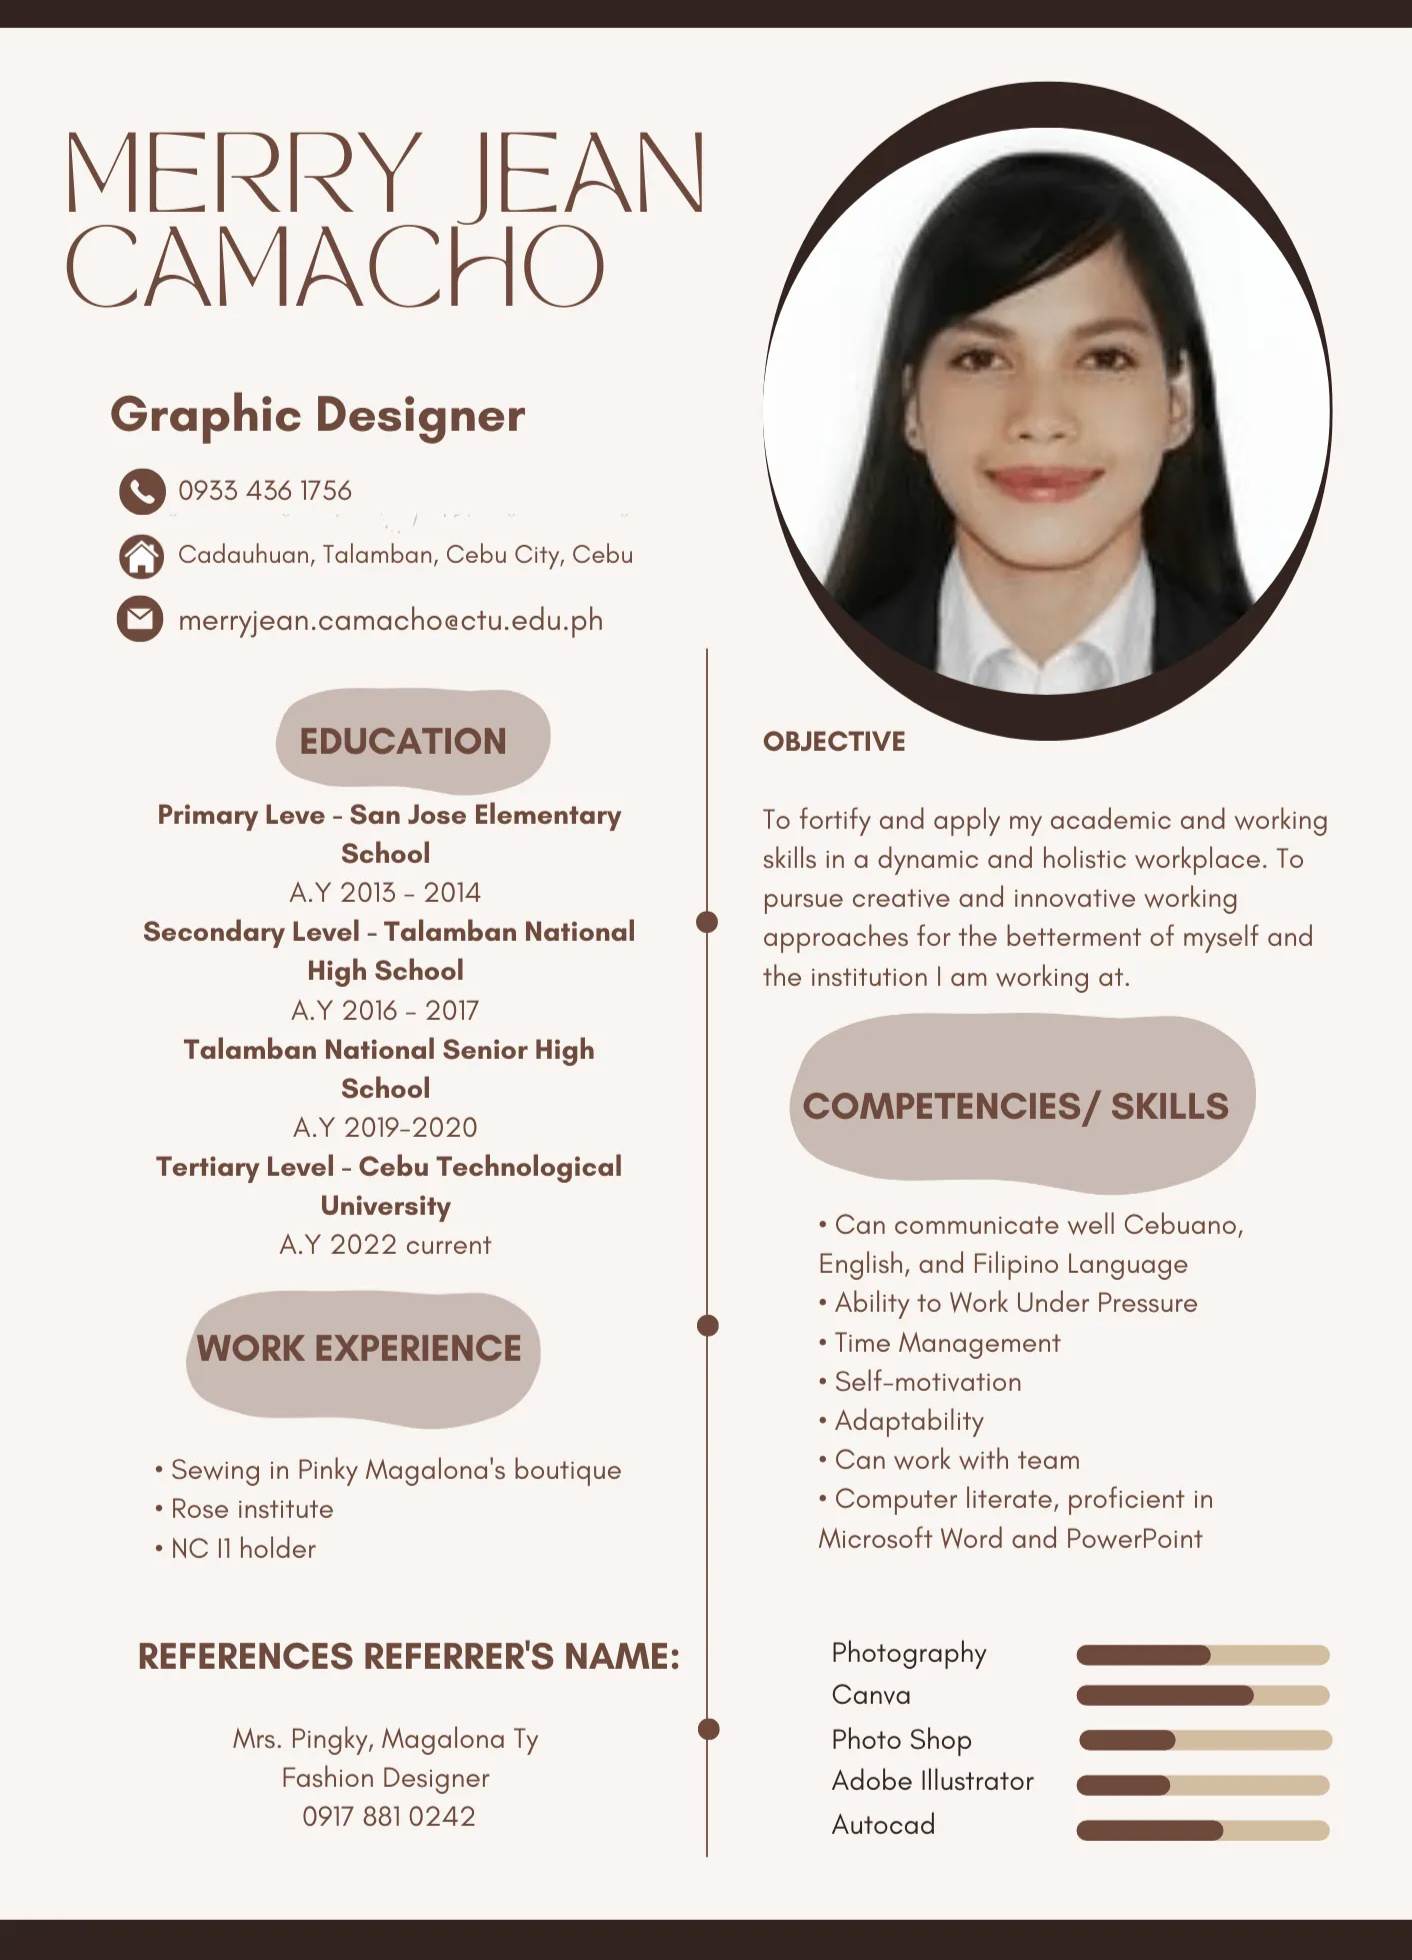 MERRY JEAN
CAMACHO
Graphic Designer
0933 436 1756
Cadauhuan, Talamban, Cebu City, Cebu
merryjean.camacho@ctu.edu.ph
EDUCATION
Primary Leve - San Jose Elementary
School
A.Y 2013 - 2014
Secondary Level - Talamban National
High School
A.Y 2016 - 2017
Talamban National Senior High
School
A.Y 2019-2020
Tertiary Level - Cebu Technological
University
A.Y 2022 current
WORK EXPERIENCE
• Sewing in Pinky Magalona's boutique
• Rose institute
• NC I1 holder
REFERENCES REFERRER'S NAME:
Mrs. Pingky, Magalona Ty
Fashion Designer
0917 881 0242
OBJECTIVE
To fortify and apply my academic and working
skills in a dynamic and holistic workplace. To
pursue creative and innovative working
approaches for the betterment of myself and
the institution I am working at.
COMPETENCIES/ SKILLS
• Can communicate well Cebuano,
English, and Filipino Language
• Ability to Work Under Pressure
• Time Management
• Self-motivation
• Adaptability
• Can work with team
• Computer literate, proficient in
Microsoft Word and PowerPoint
Photography
Canva
Photo Shop
Adobe Illustrator
Autocad